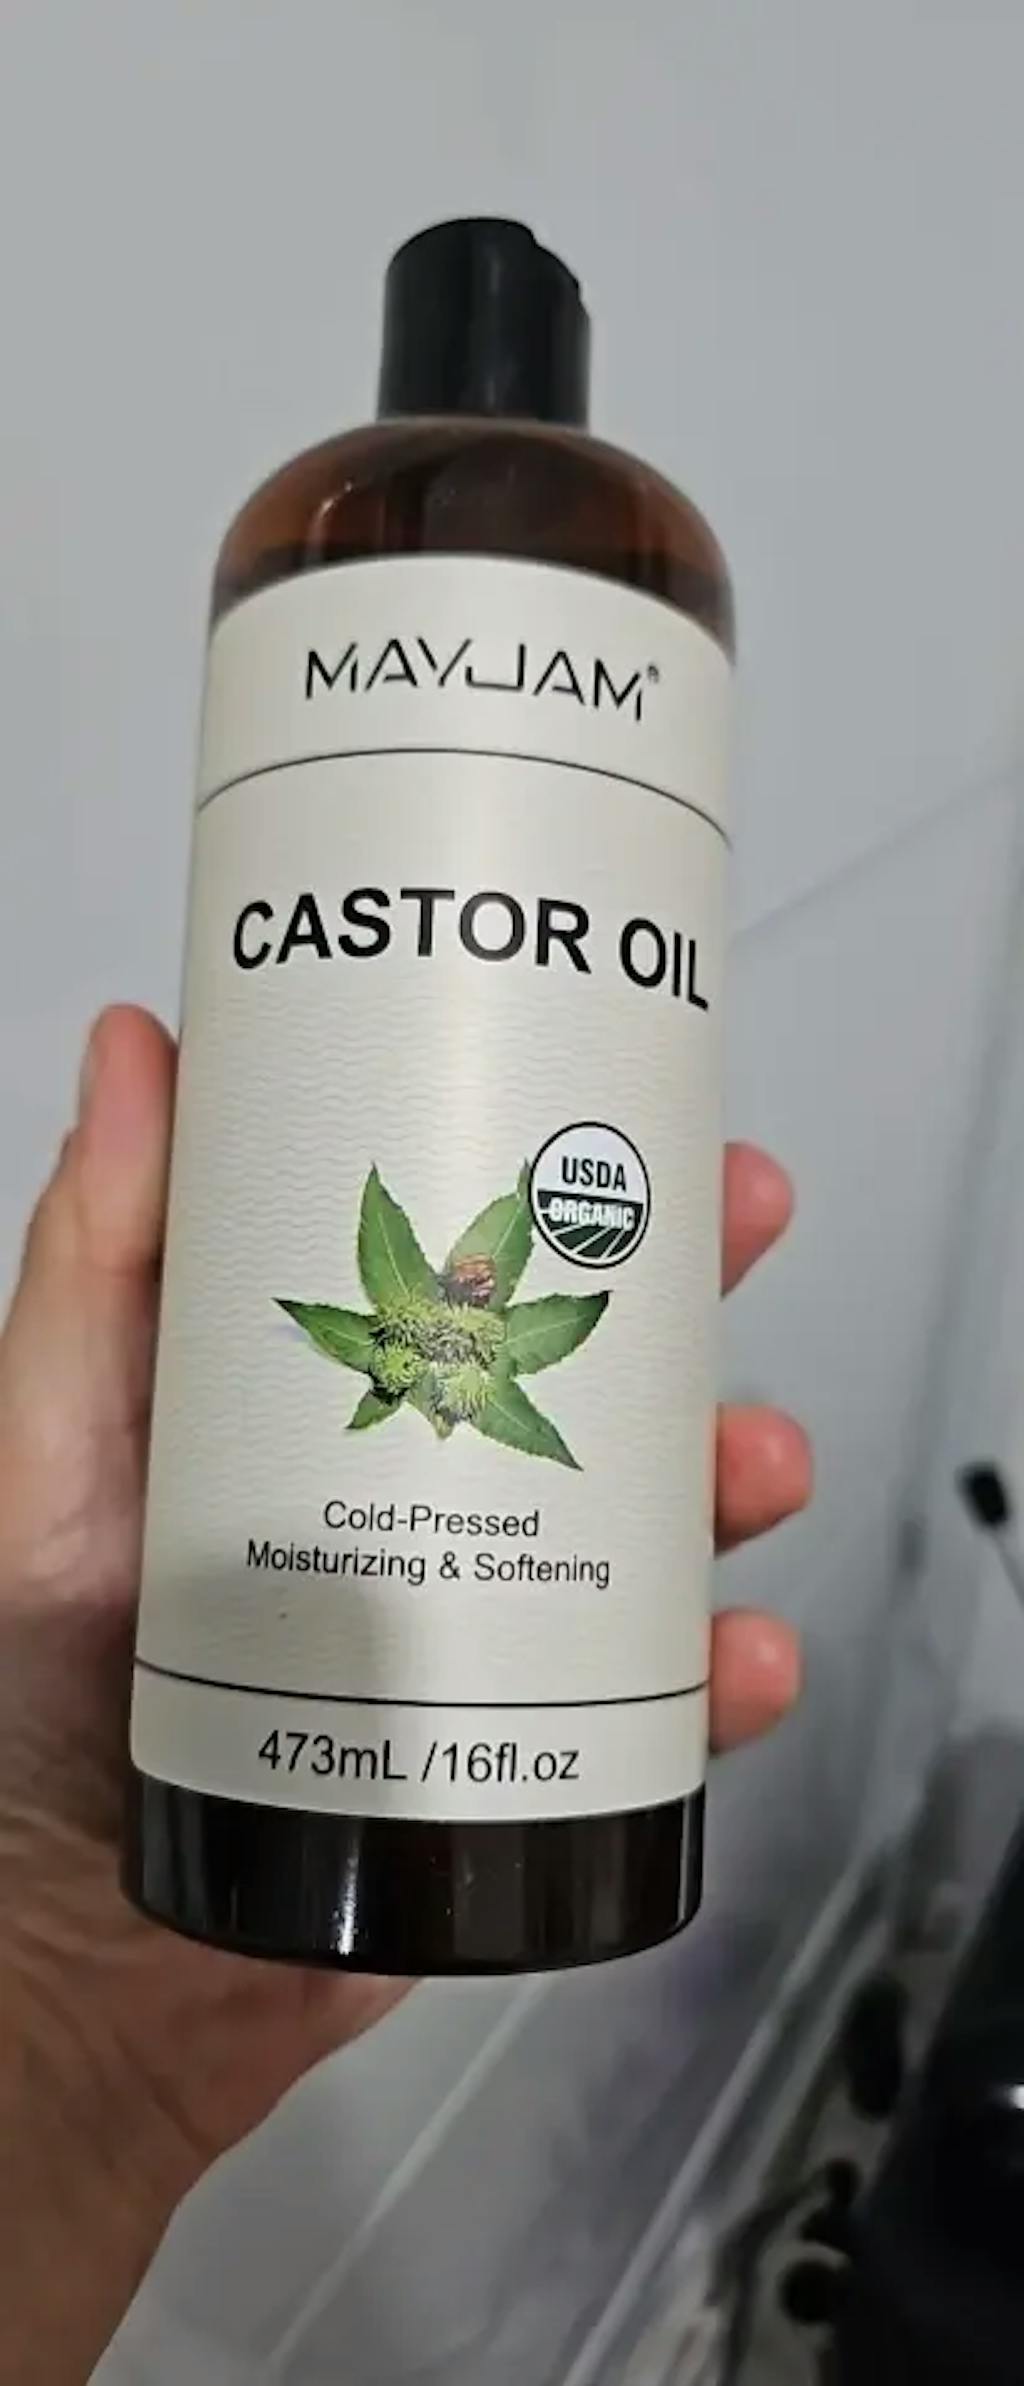 MAYJAM®
CASTOR OIL
USDA
ORGANIC
Cold-Pressed
Moisturizing & Softening
473mL /16fl.oz